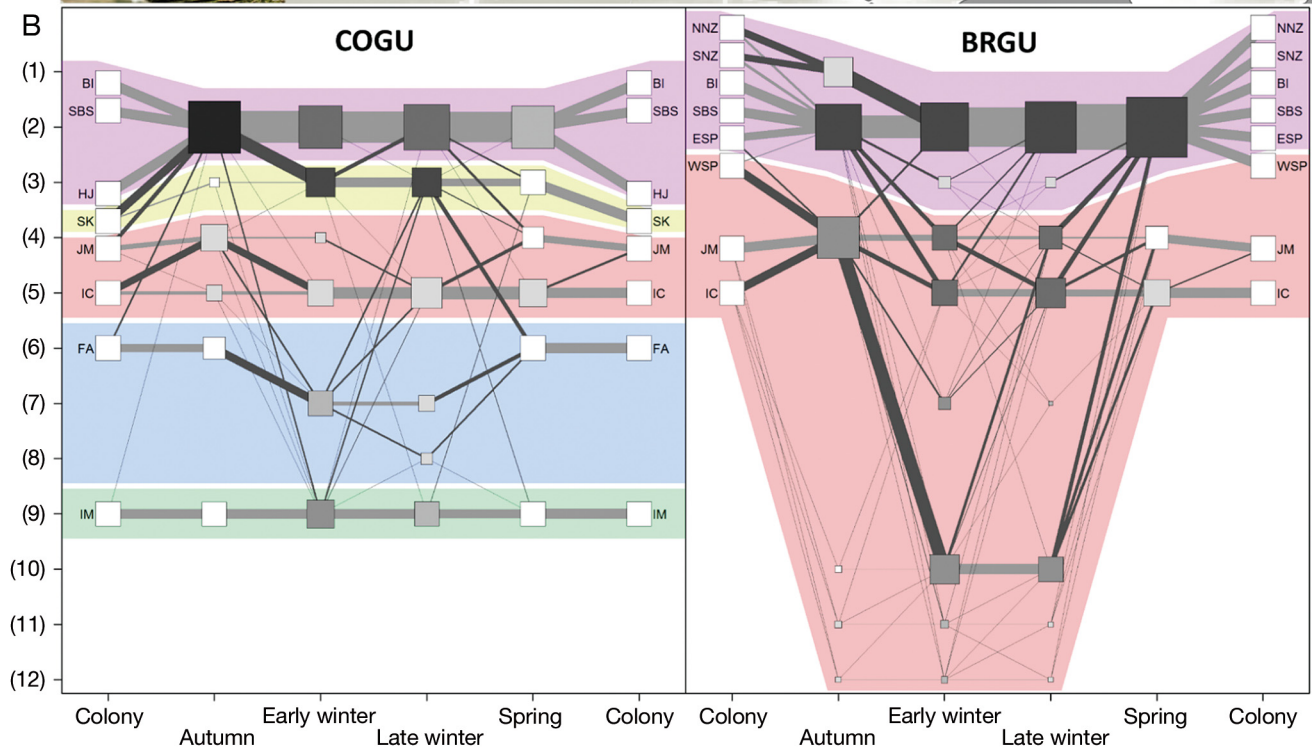 B
COGU
BRGU
(1)
(2)
(3)
(4)
(5)
(6)
(7)
(8)
(9)
(10)
(11)
(12)
BI
SBS
HJ
SK
JM
IC
FA
IM
BI
SBS
HJ
SK
JM
IC
FA
IM
NNZ
SNZ
BI
SBS
ESP
WSP
JM
IC
NNZ
SNZ
BI
SBS
ESP
WSP
JM
IC
Colony
Autumn
Early winter
Late winter
Spring
Colony
Colony
Autumn
Early winter
Late winter
Spring
Colony